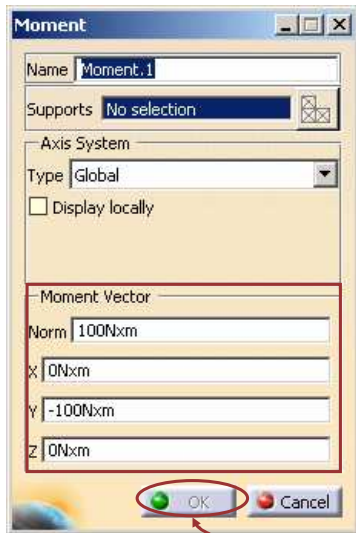 Moment
Name Moment.1
Supports No selection
Axis System
Type Global
Display locally
Moment Vector
Norm 100Nxm
X 0Nxm
Y -100Nxm
Z 0Nxm
OK Cancel